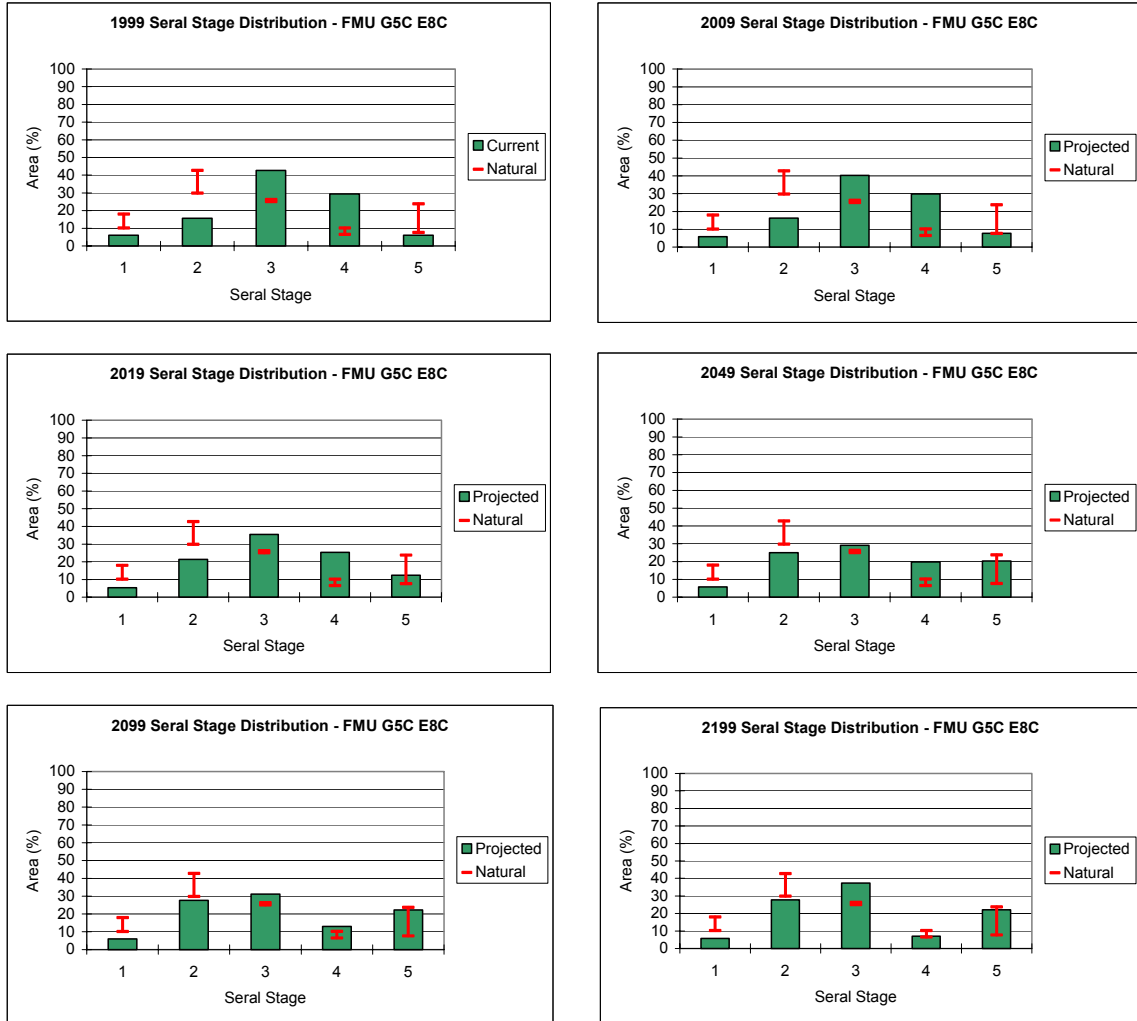 1999 Seral Stage Distribution - FMU G5C E8C
100
90
80
70
60
50
40
30
20
10
0
Area (%)
1 2 3 4 5
Seral Stage
Current
Natural
2009 Seral Stage Distribution - FMU G5C E8C
100
90
80
70
60
50
40
30
20
10
0
Area (%)
1 2 3 4 5
Seral Stage
Projected
Natural
2019 Seral Stage Distribution - FMU G5C E8C
100
90
80
70
60
50
40
30
20
10
0
Area (%)
1 2 3 4 5
Seral Stage
Projected
Natural
2049 Seral Stage Distribution - FMU G5C E8C
100
90
80
70
60
50
40
30
20
10
0
Area (%)
1 2 3 4 5
Seral Stage
Projected
Natural
2099 Seral Stage Distribution - FMU G5C E8C
100
90
80
70
60
50
40
30
20
10
0
Area (%)
1 2 3 4 5
Seral Stage
Projected
Natural
2199 Seral Stage Distribution - FMU G5C E8C
100
90
80
70
60
50
40
30
20
10
0
Area (%)
1 2 3 4 5
Seral Stage
Projected
Natural